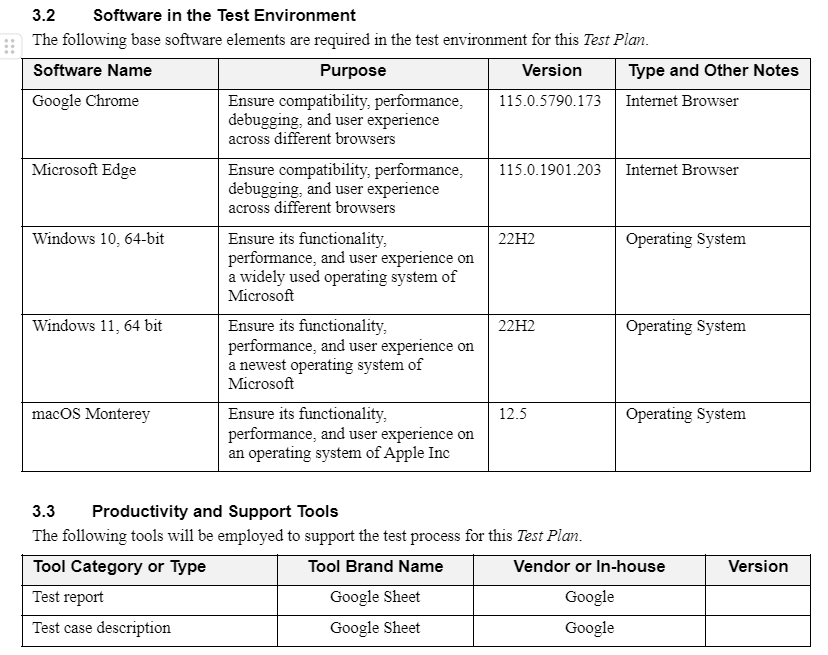 3.2 Software in the Test Environment
The following base software elements are required in the test environment for this Test Plan.
Software Name Purpose Version Type and Other Notes
Google Chrome Ensure compatibility, performance, 115.0.5790.173 Internet Browser
debugging, and user experience
across different browsers
Microsoft Edge Ensure compatibility, performance, 115.0.1901.203 Internet Browser
debugging, and user experience
across different browsers
Windows 10, 64-bit Ensure its functionality, 22H2 Operating System
performance, and user experience on
a widely used operating system of
Microsoft
Windows 11, 64 bit Ensure its functionality, 22H2 Operating System
performance, and user experience on
a newest operating system of
Microsoft
macOS Monterey Ensure its functionality, 12.5 Operating System
performance, and user experience on
an operating system of Apple Inc
3.3 Productivity and Support Tools
The following tools will be employed to support the test process for this Test Plan.
Tool Category or Type Tool Brand Name Vendor or In-house Version
Test report Google Sheet Google
Test case description Google Sheet Google